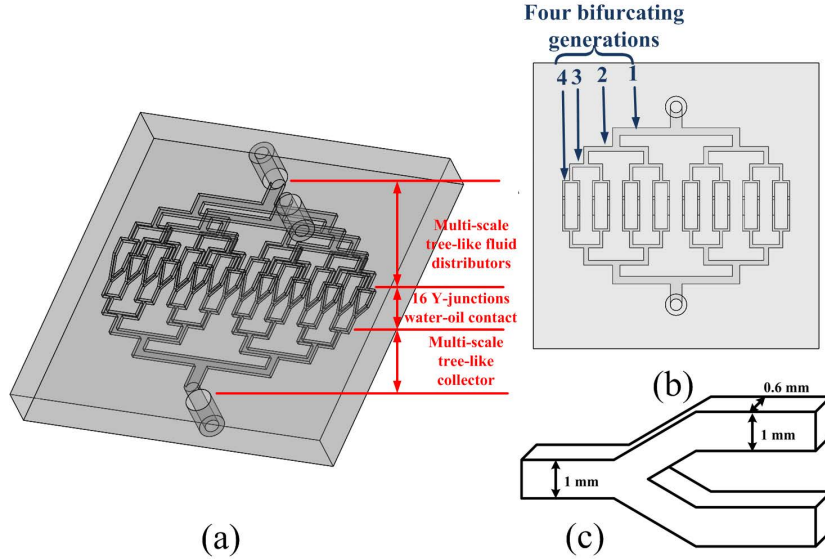 Four bifurcating
generations
4 3 2 1
Multi-scale
tree-like fluid
distributors
16 Y-junctions
water-oil contact
Multi-scale
tree-like
collector
(a)
(b)
0.6 mm
1 mm
1 mm
(c)